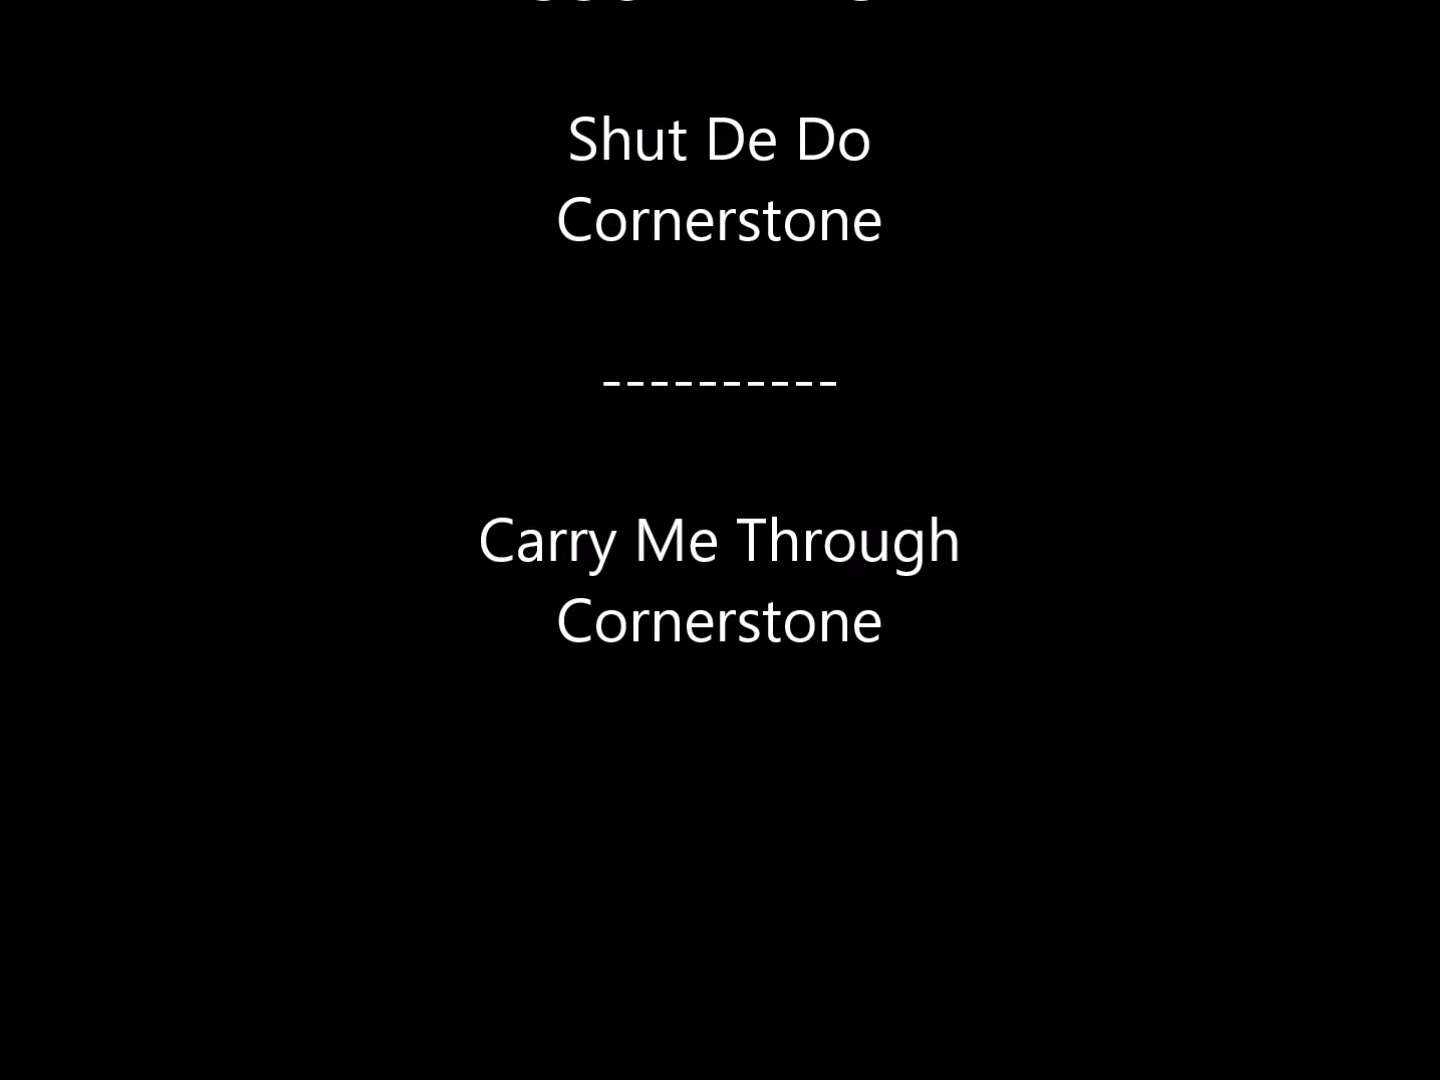 Shut De Do
Cornerstone
----------
Carry Me Through
Cornerstone